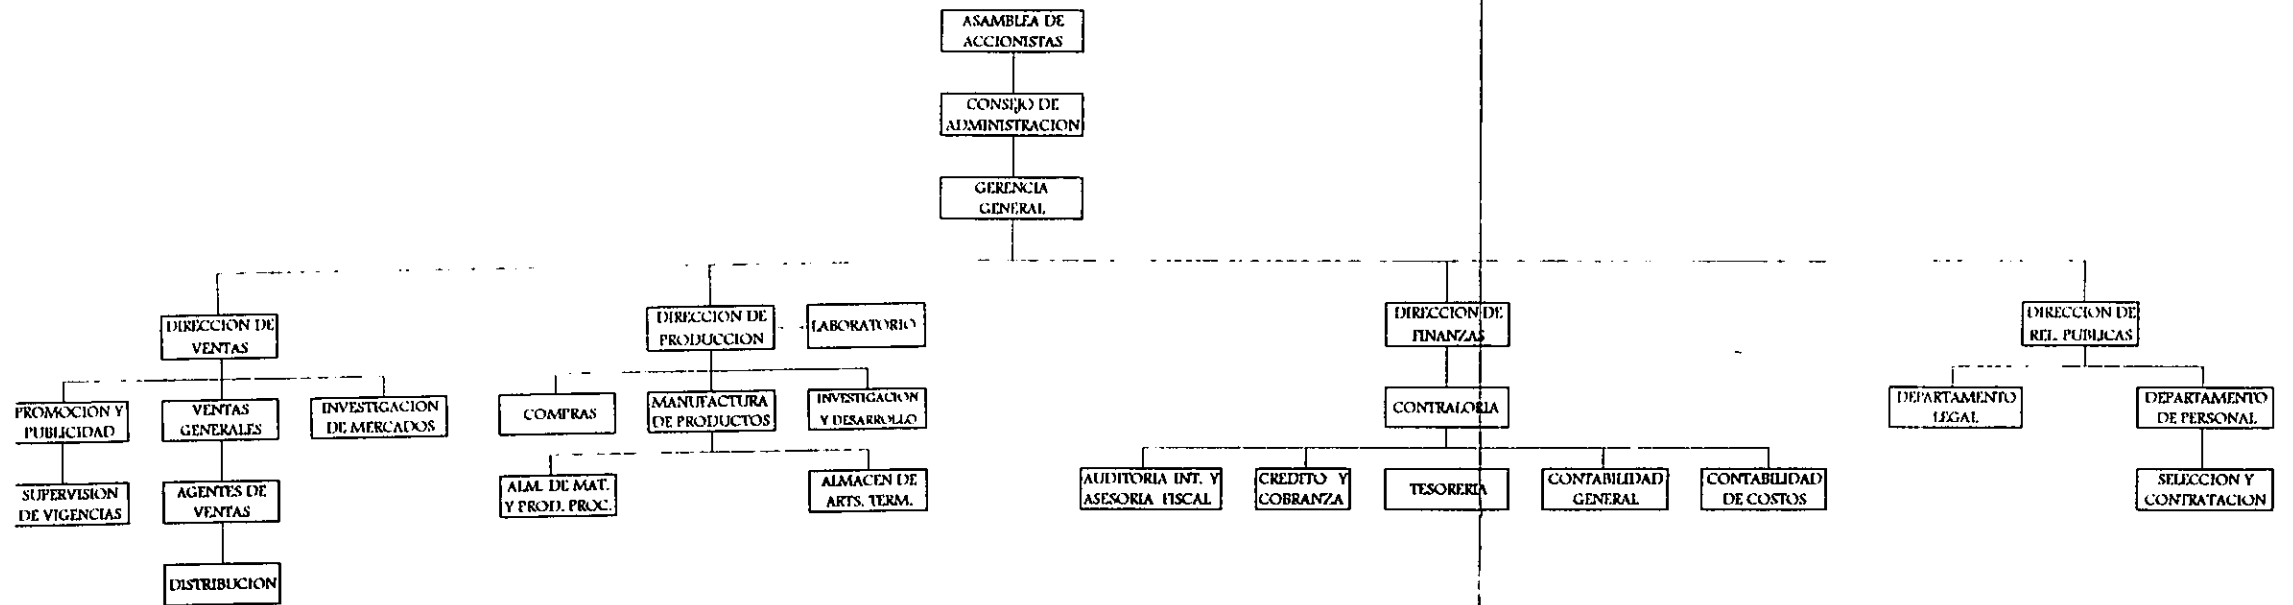 ASAMBLEA DE
ACCIONISTAS
CONSEJO DE
ADMINISTRACION
GERENCIA
GENERAL
DIRECCION DE
VENTAS
DIRECCION DE
PRODUCCION
LABORATORIO
DIRECCION DE
FINANZAS
DIRECCION DE
REL. PUBLICAS
PROMOCION Y
PUBLICIDAD
VENTAS
GENERALES
INVESTIGACION
DE MERCADOS
COMPRAS
MANUFACTURA
DE PRODUCTOS
INVESTIGACION
Y DESARROLLO
CONTRALORIA
DEPARTAMENTO
LEGAL
DEPARTAMENTO
DE PERSONAL
SUPERVISION
DE VIGENCIAS
AGENTES DE
VENTAS
ALM. DE MAT.
Y PROD. PROC.
ALMACEN DE
ARTS. TERM.
AUDITORIA INT. Y
ASESORIA FISCAL
CREDITO Y
COBRANZA
TESORERIA
CONTABILIDAD
GENERAL
CONTABILIDAD
DE COSTOS
SELECCION Y
CONTRATACION
DISTRIBUCION